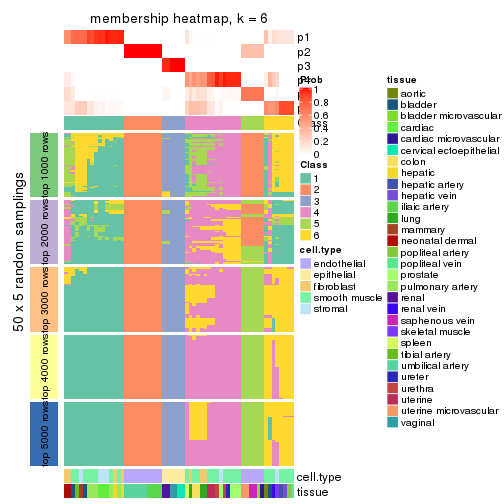 membership heatmap, k = 6
p1
p2
p3
Prob
1
0.8
0.4
0.2
0
Class
1
2
3
4
5
6
cell.type
endothelial
epithelial
fibroblast
smooth muscle
stromal
tissue
aortic
bladder
bladder microvascular
cardiac
cardiac microvascular
cervical ectoepithelial
colon
hepatic
hepatic artery
hepatic vein
iliaic artery
lung
mammary
neonatal dermal
popliteal artery
popliteal vein
prostate
pulmonary artery
renal
renal vein
saphenous vein
skeletal muscle
spleen
tibial artery
umbilical artery
ureter
urethra
uterine
uterine microvascular
vaginal
50 x 5 random samplings
top 1000 rows
top 2000 rows
top 3000 rows
top 4000 rows
top 5000 rows
cell.type
tissue